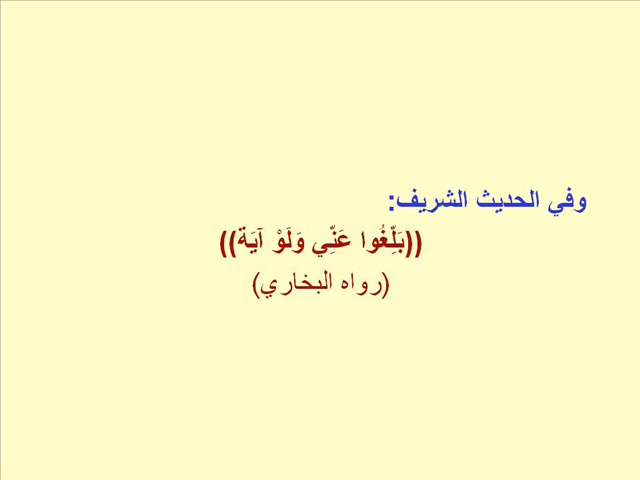 وفي الحديث الشريف:
((بَلِّغُوا عَنِّي وَلَوْ آيَة))
(رواه البخاري)